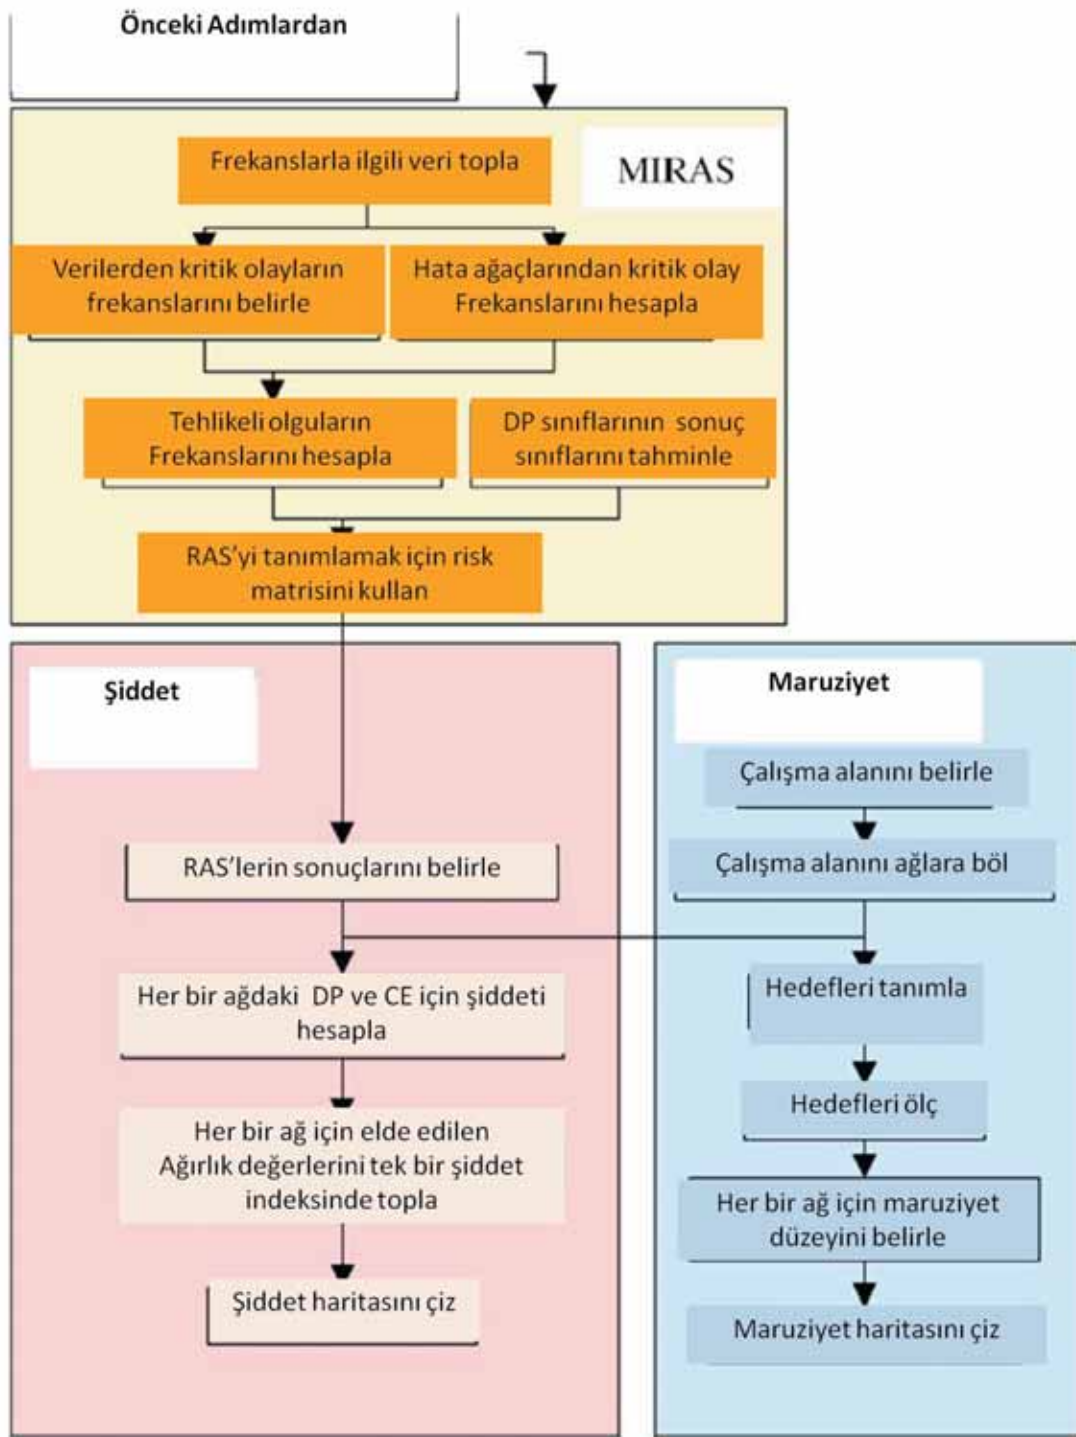 Önceki Adımlardan
Frekanslarla ilgili veri topla
MIRAS
Verilerden kritik olayların
frekanslarını belirle
Hata ağaçlarından kritik olay
Frekanslarını hesapla
Tehlikeli olguların
Frekanslarını hesapla
DP sınıflarının sonuç
sınıflarını tahminle
RAS'yi tanımlamak için risk
matrisini kullan
Şiddet
RAS'lerin sonuçlarını belirle
Her bir ağdaki DP ve CE için şiddeti
hesapla
Her bir ağ için elde edilen
Ağırlık değerlerini tek bir şiddet
indeksinde topla
Şiddet haritasını çiz
Maruziyet
Çalışma alanını belirle
Çalışma alanını ağlara böl
Hedefleri tanımla
Hedefleri ölç
Her bir ağ için maruziyet
düzeyini belirle
Maruziyet haritasını çiz